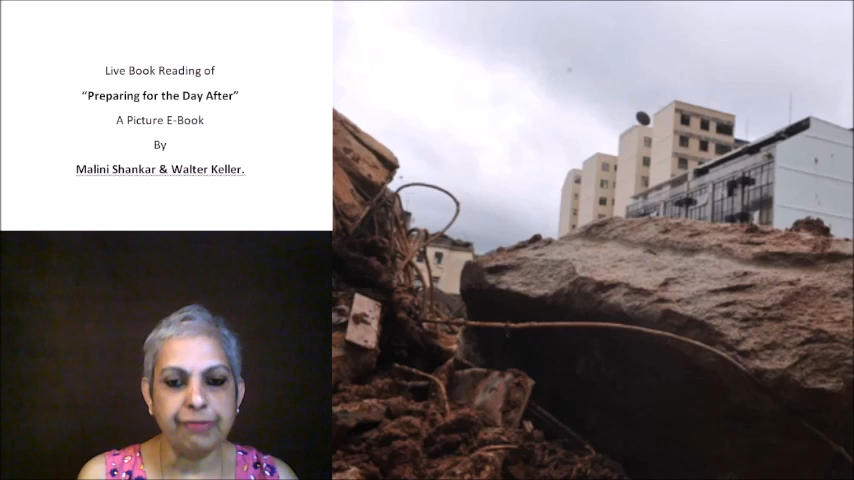 Live Book Reading of
“Preparing for the Day After”
A Picture E-Book
By
Malini Shankar & Walter Keller.